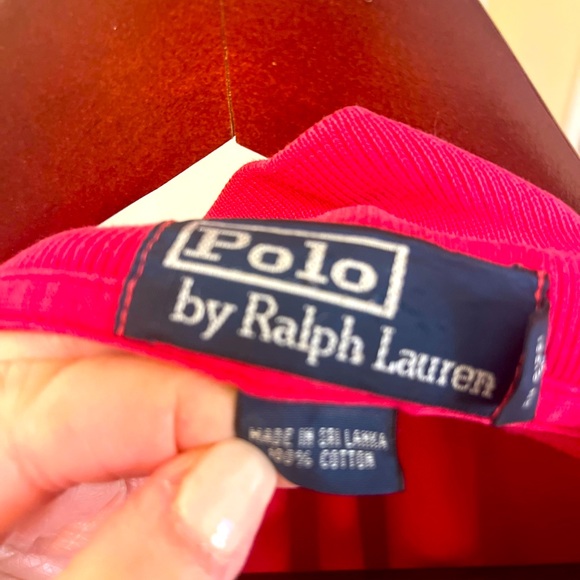 Polo
by Ralph Lauren
MADE IN SRI LANKA
100% COTTON